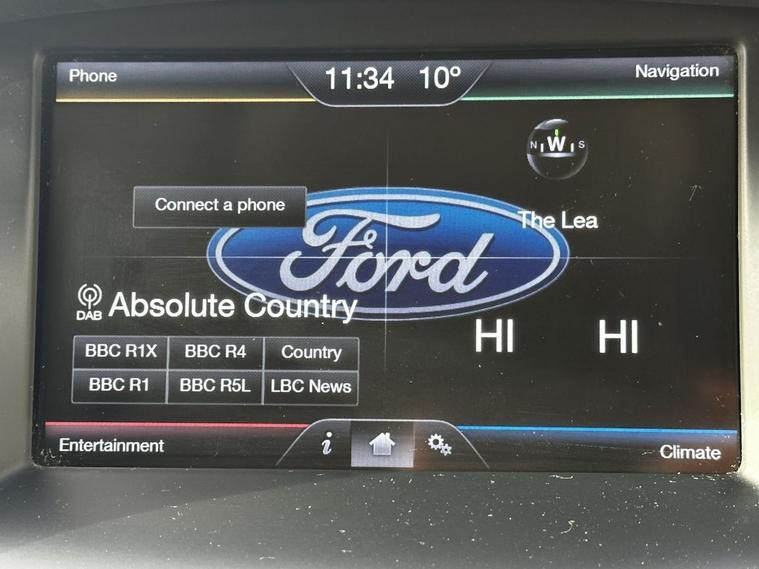 Phone
11:34 10°
Navigation
N W S
Connect a phone
The Lea
Ford
DAB
Absolute Country
HI HI
BBC R1X BBC R4 Country
BBC R1 BBC R5L LBC News
Entertainment
i
Climate